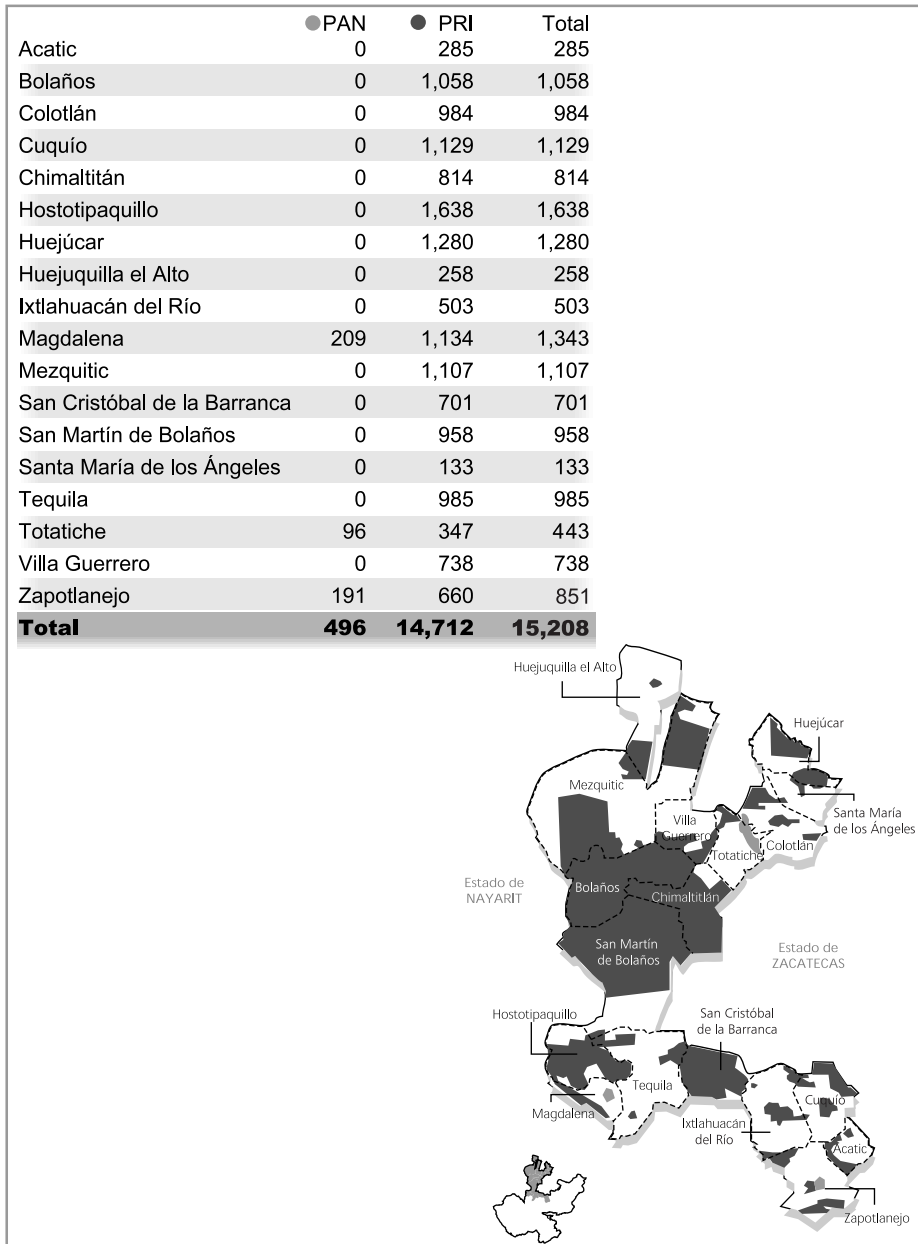 PAN PRI Total
Acatic 0 285 285
Bolaños 0 1,058 1,058
Colotlán 0 984 984
Cuquío 0 1,129 1,129
Chimaltitán 0 814 814
Hostotipaquillo 0 1,638 1,638
Huejúcar 0 1,280 1,280
Huejuquilla el Alto 0 258 258
Ixtlahuacán del Río 0 503 503
Magdalena 209 1,134 1,343
Mezquitic 0 1,107 1,107
San Cristóbal de la Barranca 0 701 701
San Martín de Bolaños 0 958 958
Santa María de los Ángeles 0 133 133
Tequila 0 985 985
Totatiche 96 347 443
Villa Guerrero 0 738 738
Zapotlanejo 191 660 851
Total 496 14,712 15,208
Huejuquilla el Alto
Huejúcar
Mezquitic
Santa María
de los Ángeles
Villa
Guerrero
Totatiche
Colotlán
Estado de
NAYARIT
Bolaños
Chimaltitlán
San Martín
de Bolaños
Estado de
ZACATECAS
Hostotipaquillo
San Cristóbal
de la Barranca
Tequila
Magdalena
Cuquío
Ixtlahuacán
del Río
Acatic
Zapotlanejo